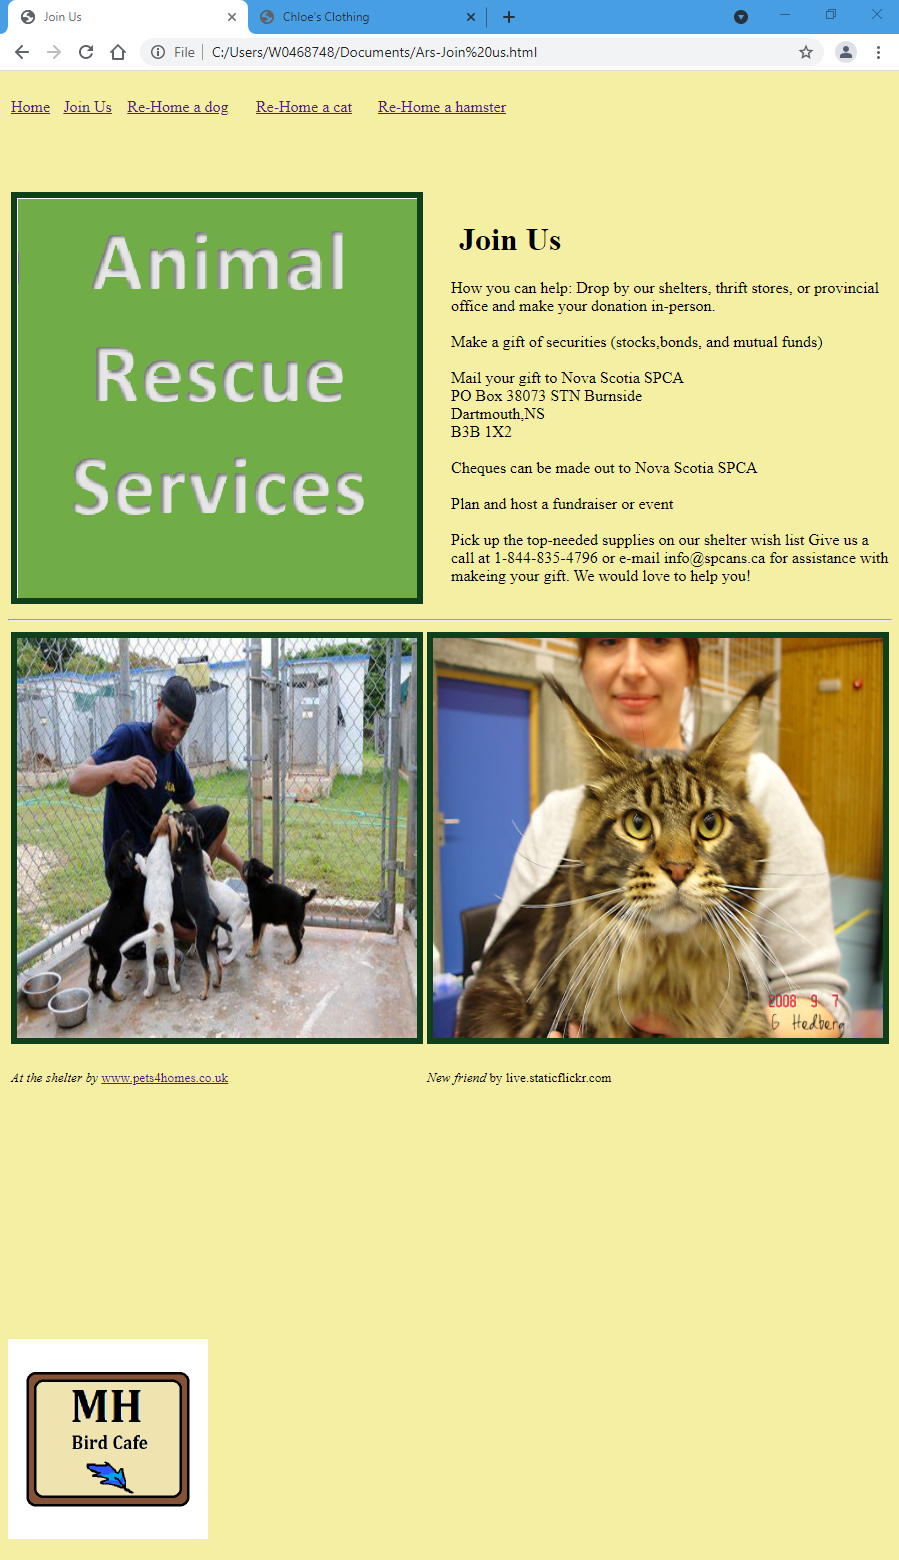 Join Us
Chloe's Clothing
File
C:/Users/W0468748/Documents/Ars-Join%20us.html
Home Join Us Re-Home a dog Re-Home a cat Re-Home a hamster
Animal
Rescue
Services
Join Us
How you can help: Drop by our shelters, thrift stores, or provincial
office and make your donation in-person.
Make a gift of securities (stocks,bonds, and mutual funds)
Mail your gift to Nova Scotia SPCA
PO Box 38073 STN Burnside
Dartmouth,NS
B3B 1X2
Cheques can be made out to Nova Scotia SPCA
Plan and host a fundraiser or event
Pick up the top-needed supplies on our shelter wish list Give us a
call at 1-844-835-4796 or e-mail info@spcans.ca for assistance with
makeing your gift. We would love to help you!
2008 9 7
G Hedberg
At the shelter by www.pets4homes.co.uk
New friend by live.staticflickr.com
MH
Bird Cafe